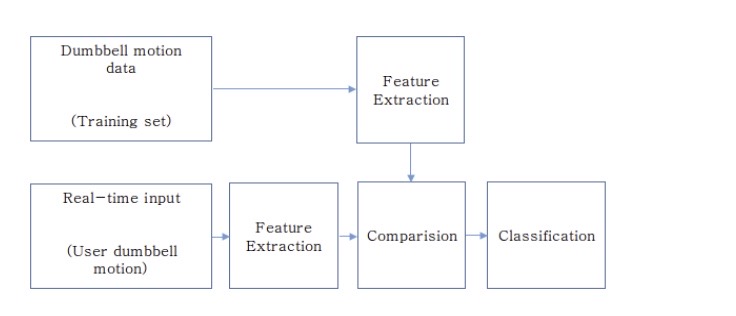 Dumbbell motion
data
(Training set)
Feature
Extraction
Real-time input
(User dumbbell
motion)
Feature
Extraction
Comparision
Classification